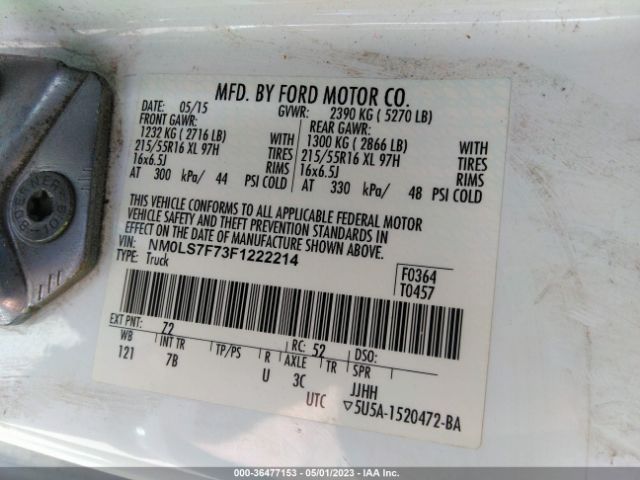 MFD. BY FORD MOTOR CO.
DATE: 05/15 GVWR: 2390 KG ( 5270 LB)
FRONT GAWR: REAR GAWR:
1232 KG ( 2716 LB) WITH 1300 KG ( 2866 LB) WITH
215/55R16 XL 97H TIRES 215/55R16 XL 97H TIRES
16x6.5J RIMS 16x6.5J RIMS
AT 300 kPa/ 44 PSI COLD AT 330 kPa/ 48 PSI COLD
THIS VEHICLE CONFORMS TO ALL APPLICABLE FEDERAL MOTOR
VEHICLE SAFETY AND THEFT PREVENTION STANDARDS IN
EFFECT ON THE DATE OF MANUFACTURE SHOWN ABOVE.
VIN: NM0LS7F73F1222214
TYPE: Truck
F0364
T0457
EXT PNT: 72 RC: 52 DSO:
WB INT TR TP/PS R AXLE TR SPR
121 7B U 3C JJHH
UTC ▽5U5A-1520472-BA
000-36477153 - 05/01/2023 - IAA Inc.